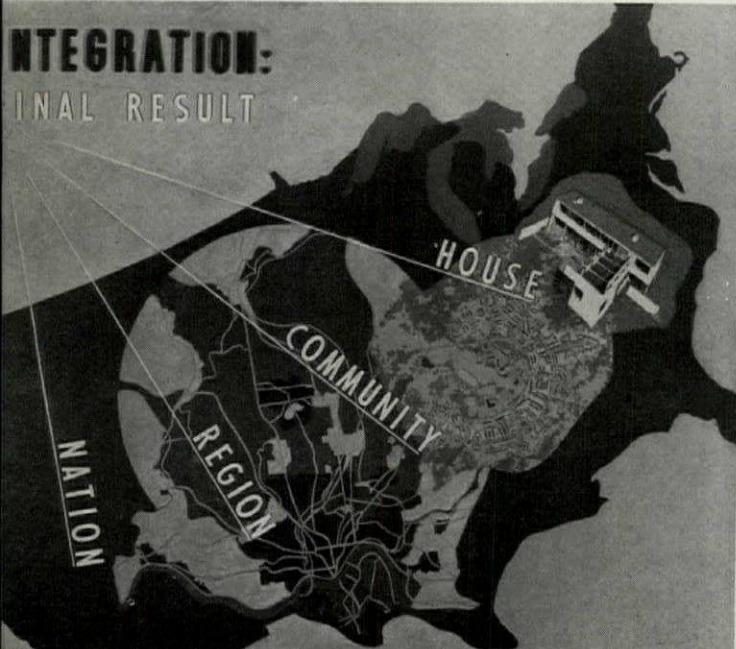 NTEGRATION:
INAL RESULT
HOUSE
COMMUNITY
REGION
NATION